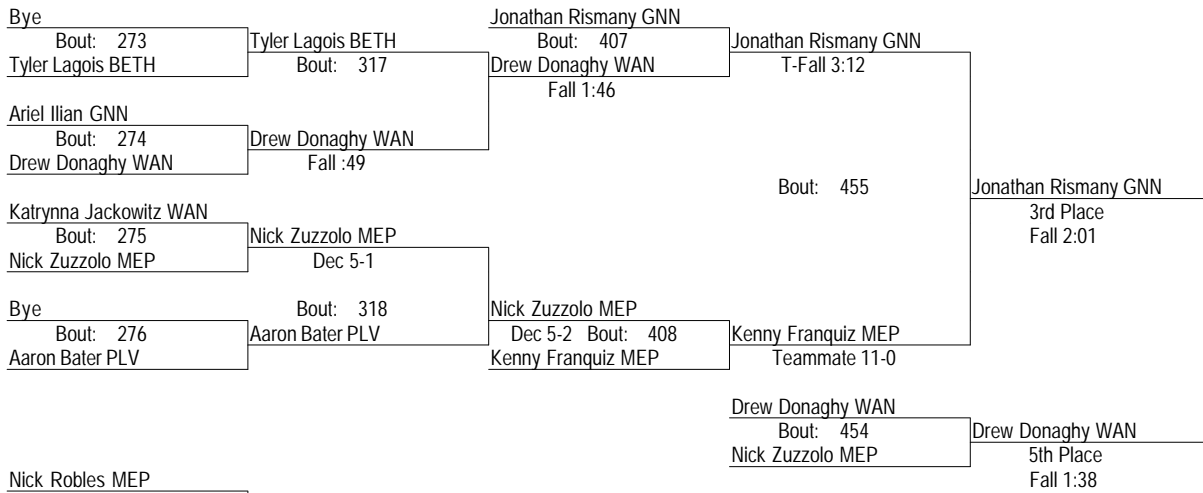 Bye
Jonathan Rismany GNN
Bout: 273
Tyler Lagois BETH
Bout: 407
Jonathan Rismany GNN
Tyler Lagois BETH
Bout: 317
Drew Donaghy WAN
T-Fall 3:12
Fall 1:46
Ariel Ilian GNN
Bout: 274
Drew Donaghy WAN
Drew Donaghy WAN
Fall :49
Bout: 455
Jonathan Rismany GNN
Katrynna Jackowitz WAN
3rd Place
Bout: 275
Nick Zuzzolo MEP
Fall 2:01
Nick Zuzzolo MEP
Dec 5-1
Bye
Bout: 318
Nick Zuzzolo MEP
Bout: 276
Aaron Bater PLV
Dec 5-2 Bout: 408
Kenny Franquiz MEP
Aaron Bater PLV
Kenny Franquiz MEP
Teammate 11-0
Drew Donaghy WAN
Bout: 454
Drew Donaghy WAN
Nick Zuzzolo MEP
5th Place
Nick Robles MEP
Fall 1:38